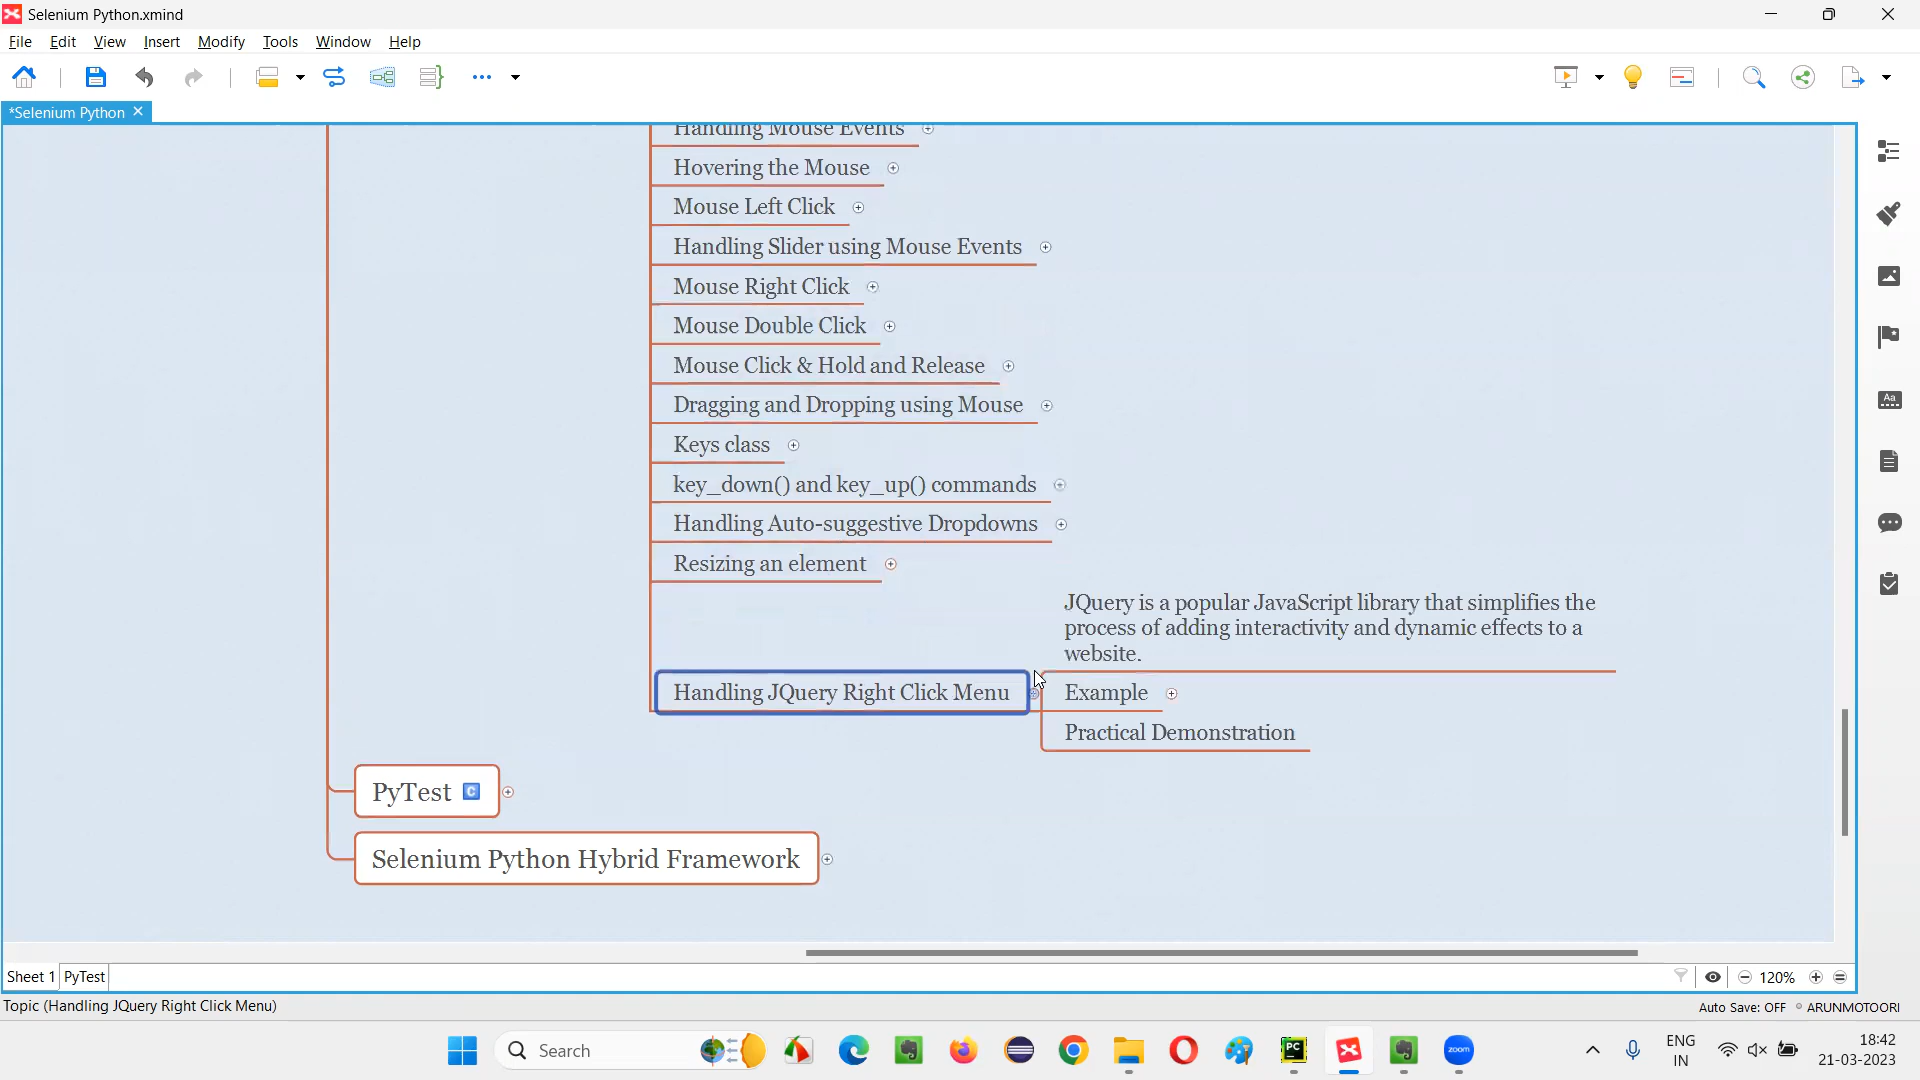 Selenium Python.xmind
File Edit View Insert Modify Tools Window Help
*Selenium Python
Handling Mouse Events
Hovering the Mouse
Mouse Left Click
Handling Slider using Mouse Events
Mouse Right Click
Mouse Double Click
Mouse Click & Hold and Release
Dragging and Dropping using Mouse
Keys class
key_down() and key_up() commands
Handling Auto-suggestive Dropdowns
Resizing an element
JQuery is a popular JavaScript library that simplifies the
process of adding interactivity and dynamic effects to a
website.
Handling JQuery Right Click Menu
Example
Practical Demonstration
PyTest C
Selenium Python Hybrid Framework
Aa
Sheet 1 PyTest
120%
Topic (Handling JQuery Right Click Menu)
Auto Save: OFF ARUNMOTOORI
Search
PC
zoom
ENG
IN
18:42
21-03-2023